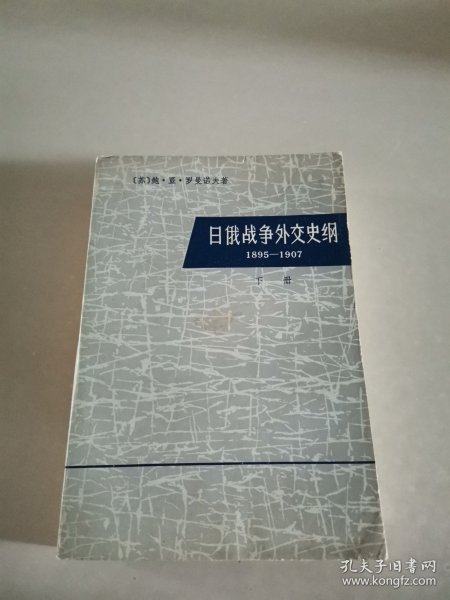 〔苏〕鲍·亚·罗曼诺夫著
日俄战争外交史纲
1895—1907
下册
孔夫子旧书网
www.kongfz.com